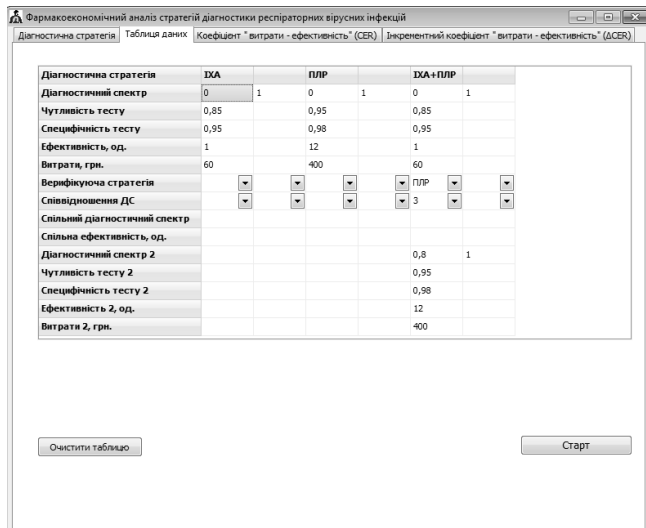 Фармакоекономічний аналіз стратегій діагностики респіраторних вірусних інфекцій
Діагностична стратегія Таблиця даних Коефіцієнт "витрати - ефективність" (CER) Інкрементний коефіцієнт "витрати - ефективність" (ΔCER)
Діагностична стратегія ІХА ПЛР ІХА+ПЛР
Діагностичний спектр 0 1 0 1 0 1
Чутливість тесту 0,85 0,95 0,85
Специфічність тесту 0,95 0,98 0,95
Ефективність, од. 1 12 1
Витрати, грн. 60 400 60
Верифікуюча стратегія ПЛР
Співвідношення ДС 3
Спільний діагностичний спектр
Спільна ефективність, од.
Діагностичний спектр 2 0,8 1
Чутливість тесту 2 0,95
Специфічність тесту 2 0,98
Ефективність 2, од. 12
Витрати 2, грн. 400
Очистити таблицю Старт